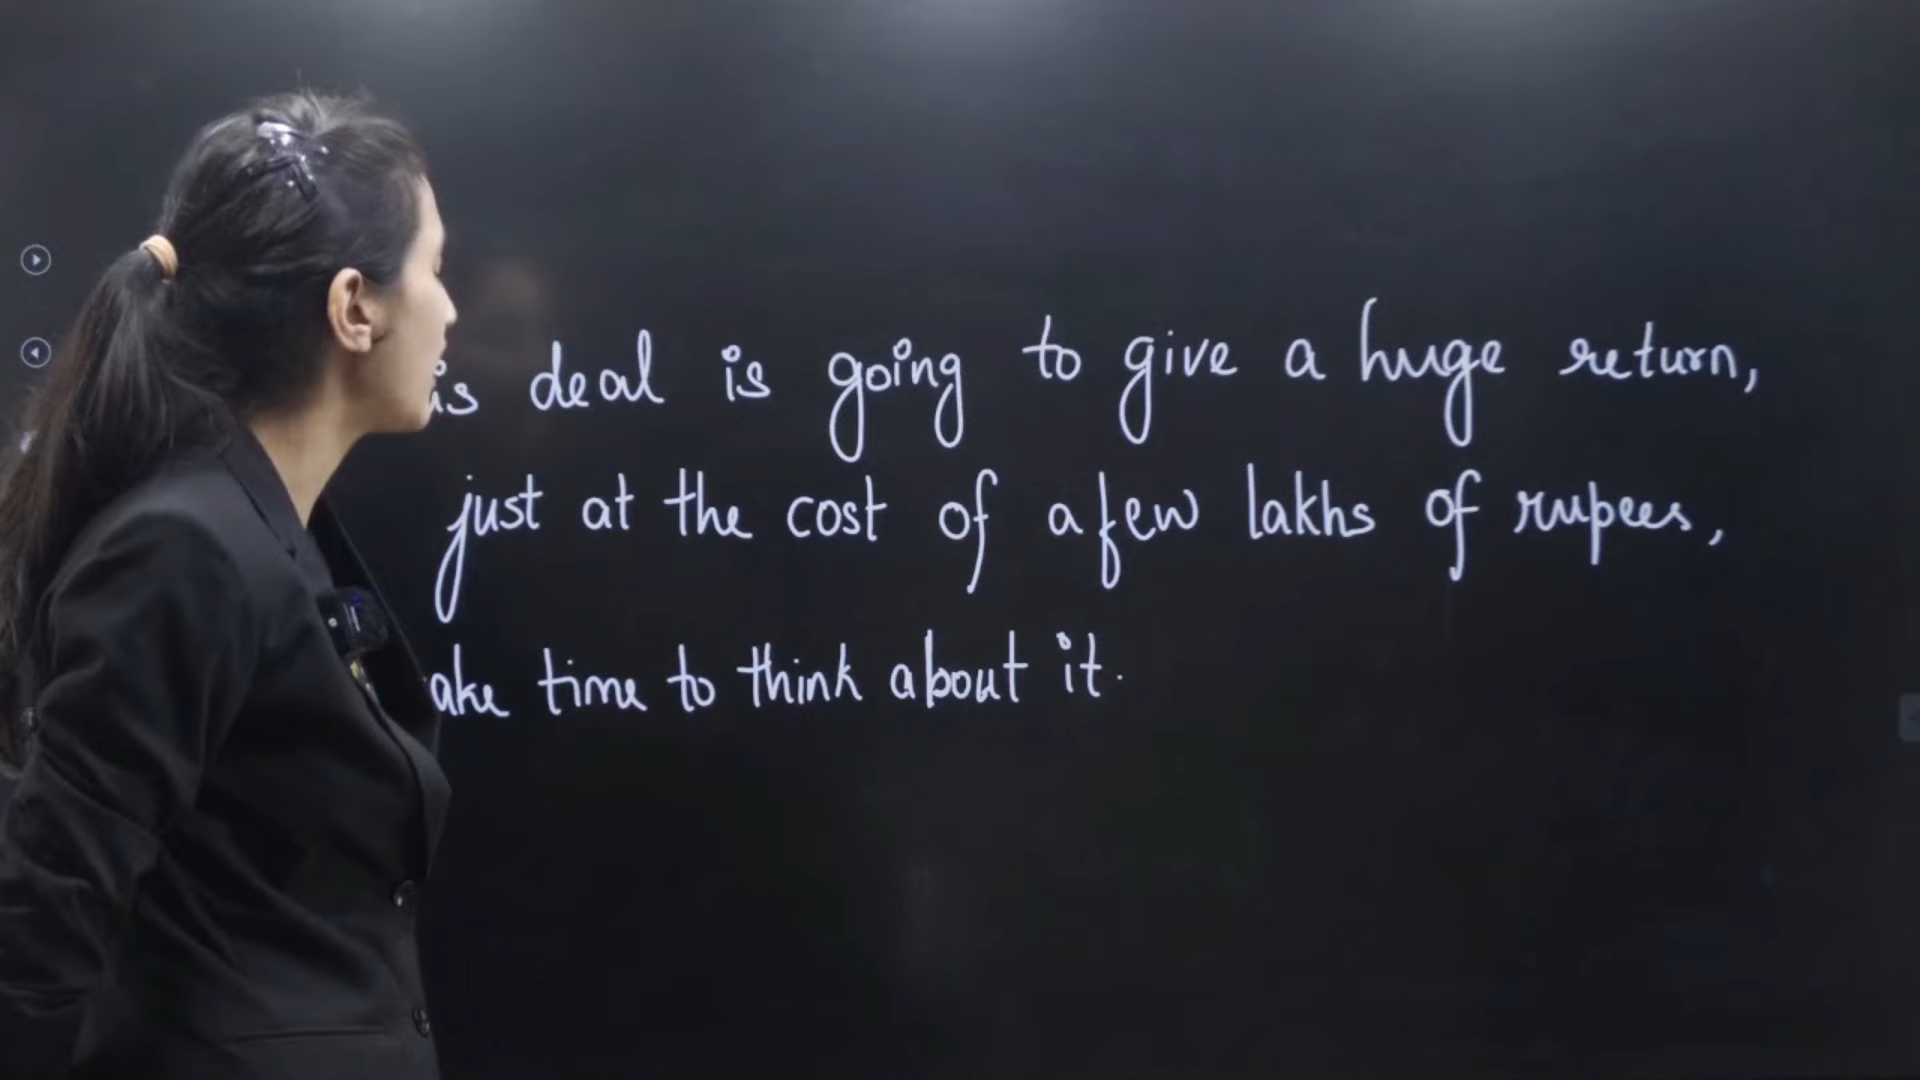 is deal is going to give a huge return,
just at the cost of a few lakhs of rupees,
ake time to think about it.